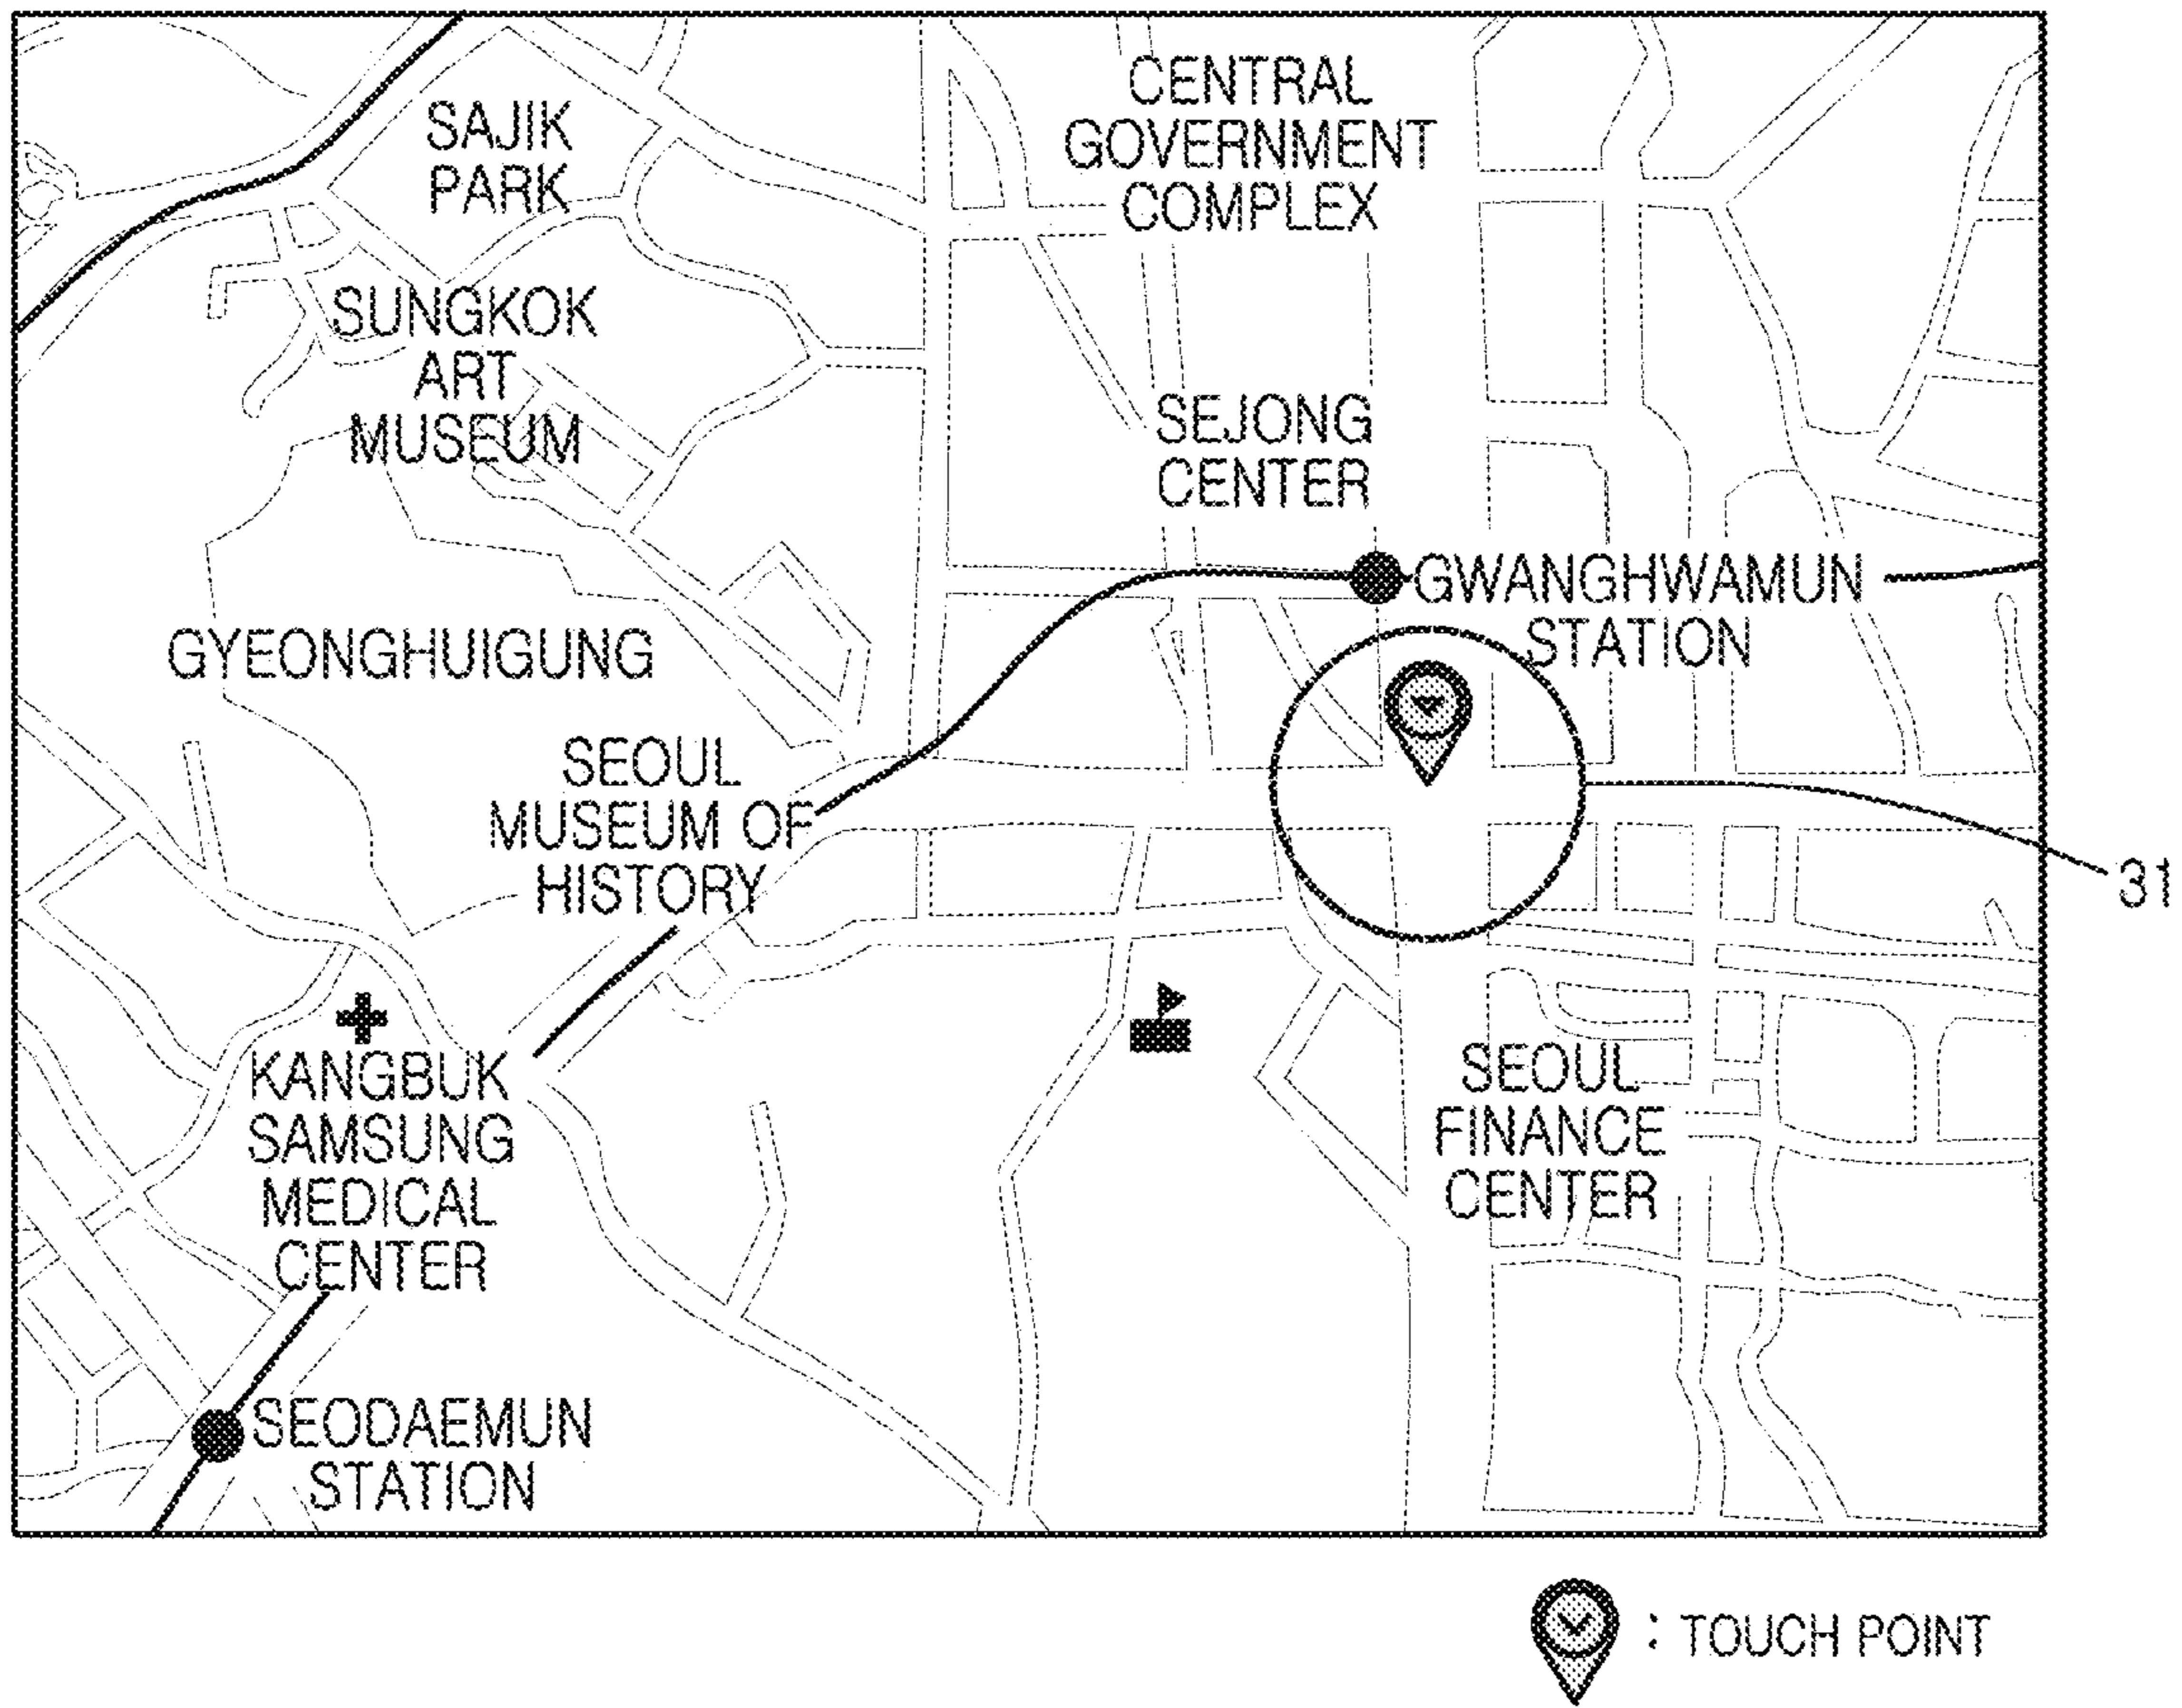 SAJIK
PARK
CENTRAL
GOVERNMENT
COMPLEX
SUNGKOK
ART
MUSEUM
SEJONG
CENTER
GWANGHWAMUN
STATION
GYEONGHUIGUNG
SEOUL
MUSEUM OF
HISTORY
31
KANGBUK
SAMSUNG
MEDICAL
CENTER
SEOUL
FINANCE
CENTER
SEODAEMUN
STATION
: TOUCH POINT